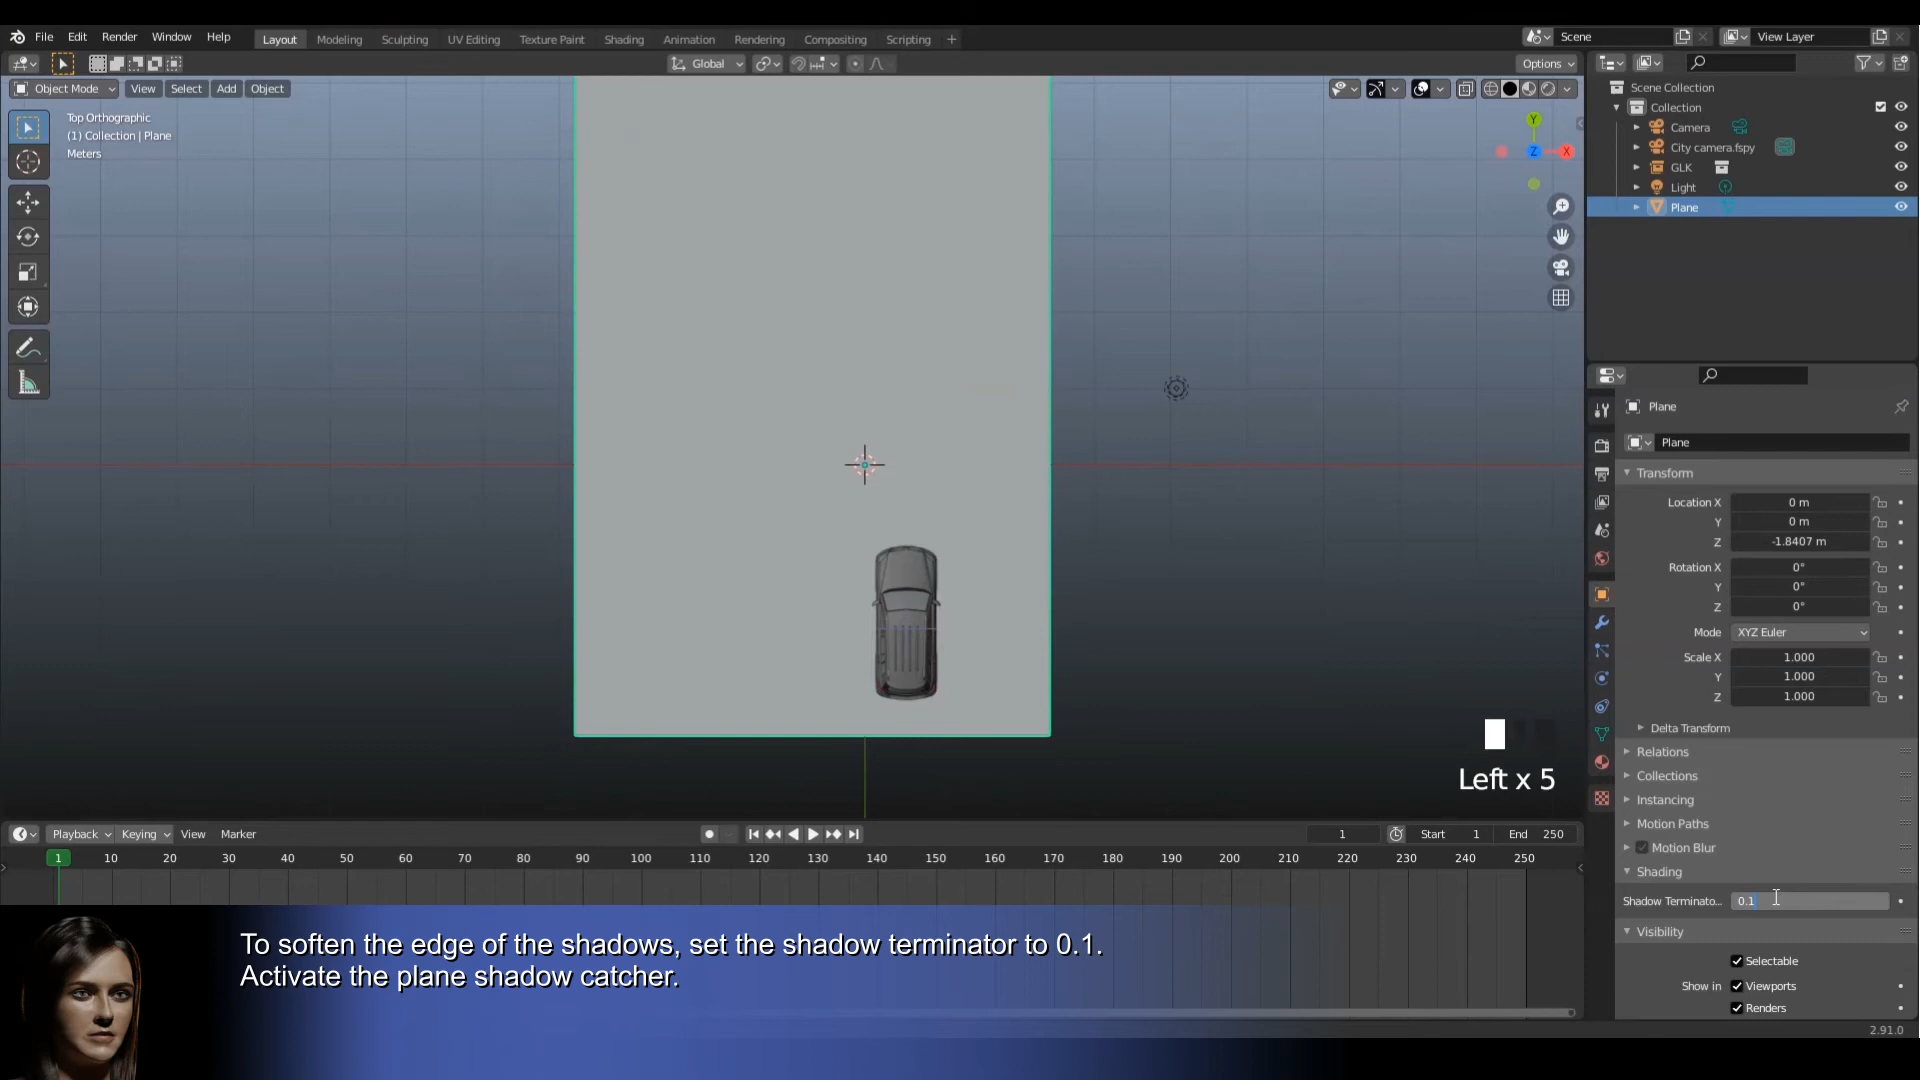 File Edit Render Window Help Layout Modeling Sculpting UV Editing Texture Paint Shading Animation Rendering Compositing Scripting + Scene View Layer
Global Options
Object Mode View Select Add Object
Top Orthographic
(1) Collection | Plane
Meters
Y
Z
X
Scene Collection
Collection
Camera
City camera.fspy
GLK
Light
Plane
Plane
Plane
Transform
Location X 0 m
Y 0 m
Z -1.8407 m
Rotation X 0°
Y 0°
Z 0°
Mode XYZ Euler
Scale X 1.000
Y 1.000
Z 1.000
Delta Transform
Relations
Collections
Instancing
Motion Paths
Motion Blur
Shading
Shadow Terminato... 0.1
Visibility
Selectable
Show in Viewports
Renders
Left x 5
Playback Keying View Marker 1 Start 1 End 250
1 10 20 30 40 50 60 70 80 90 100 110 120 130 140 150 160 170 180 190 200 210 220 230 240 250
To soften the edge of the shadows, set the shadow terminator to 0.1.
Activate the plane shadow catcher.
2.91.0